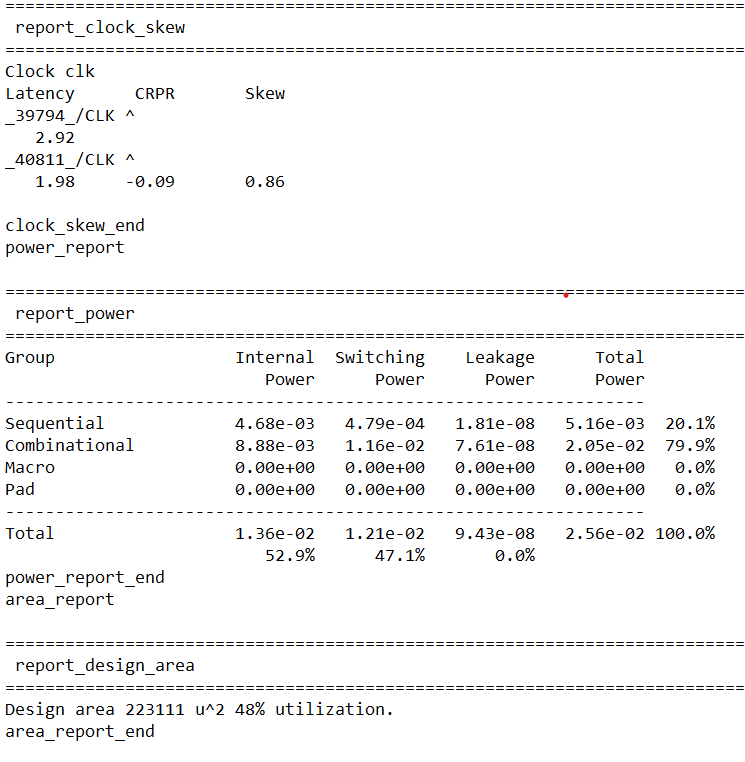 ===========================================================================
 report_clock_skew
===========================================================================
Clock clk
Latency      CRPR       Skew
_39794_/CLK ^
   2.92
_40811_/CLK ^
   1.98     -0.09       0.86

clock_skew_end
power_report

===========================================================================
 report_power
===========================================================================
Group                  Internal  Switching    Leakage      Total
                          Power      Power      Power      Power
----------------------------------------------------------------
Sequential             4.68e-03   4.79e-04   1.81e-08   5.16e-03  20.1%
Combinational          8.88e-03   1.16e-02   7.61e-08   2.05e-02  79.9%
Macro                  0.00e+00   0.00e+00   0.00e+00   0.00e+00   0.0%
Pad                    0.00e+00   0.00e+00   0.00e+00   0.00e+00   0.0%
----------------------------------------------------------------
Total                  1.36e-02   1.21e-02   9.43e-08   2.56e-02 100.0%
                          52.9%      47.1%       0.0%
power_report_end
area_report

===========================================================================
 report_design_area
===========================================================================
Design area 223111 u^2 48% utilization.
area_report_end